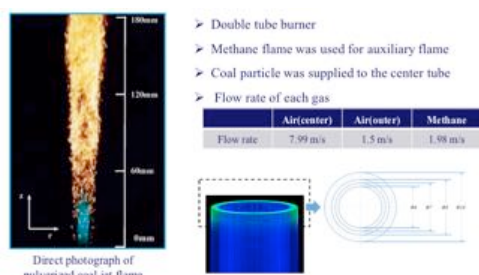 180mm
120mm
60mm
0mm
z
r
Direct photograph of
pulverized coal jet flame
➢ Double tube burner
➢ Methane flame was used for auxiliary flame
➢ Coal particle was supplied to the center tube
➢ Flow rate of each gas
Air(center) Air(outer) Methane
Flow rate 7.99 m/s 1.5 m/s 1.98 m/s